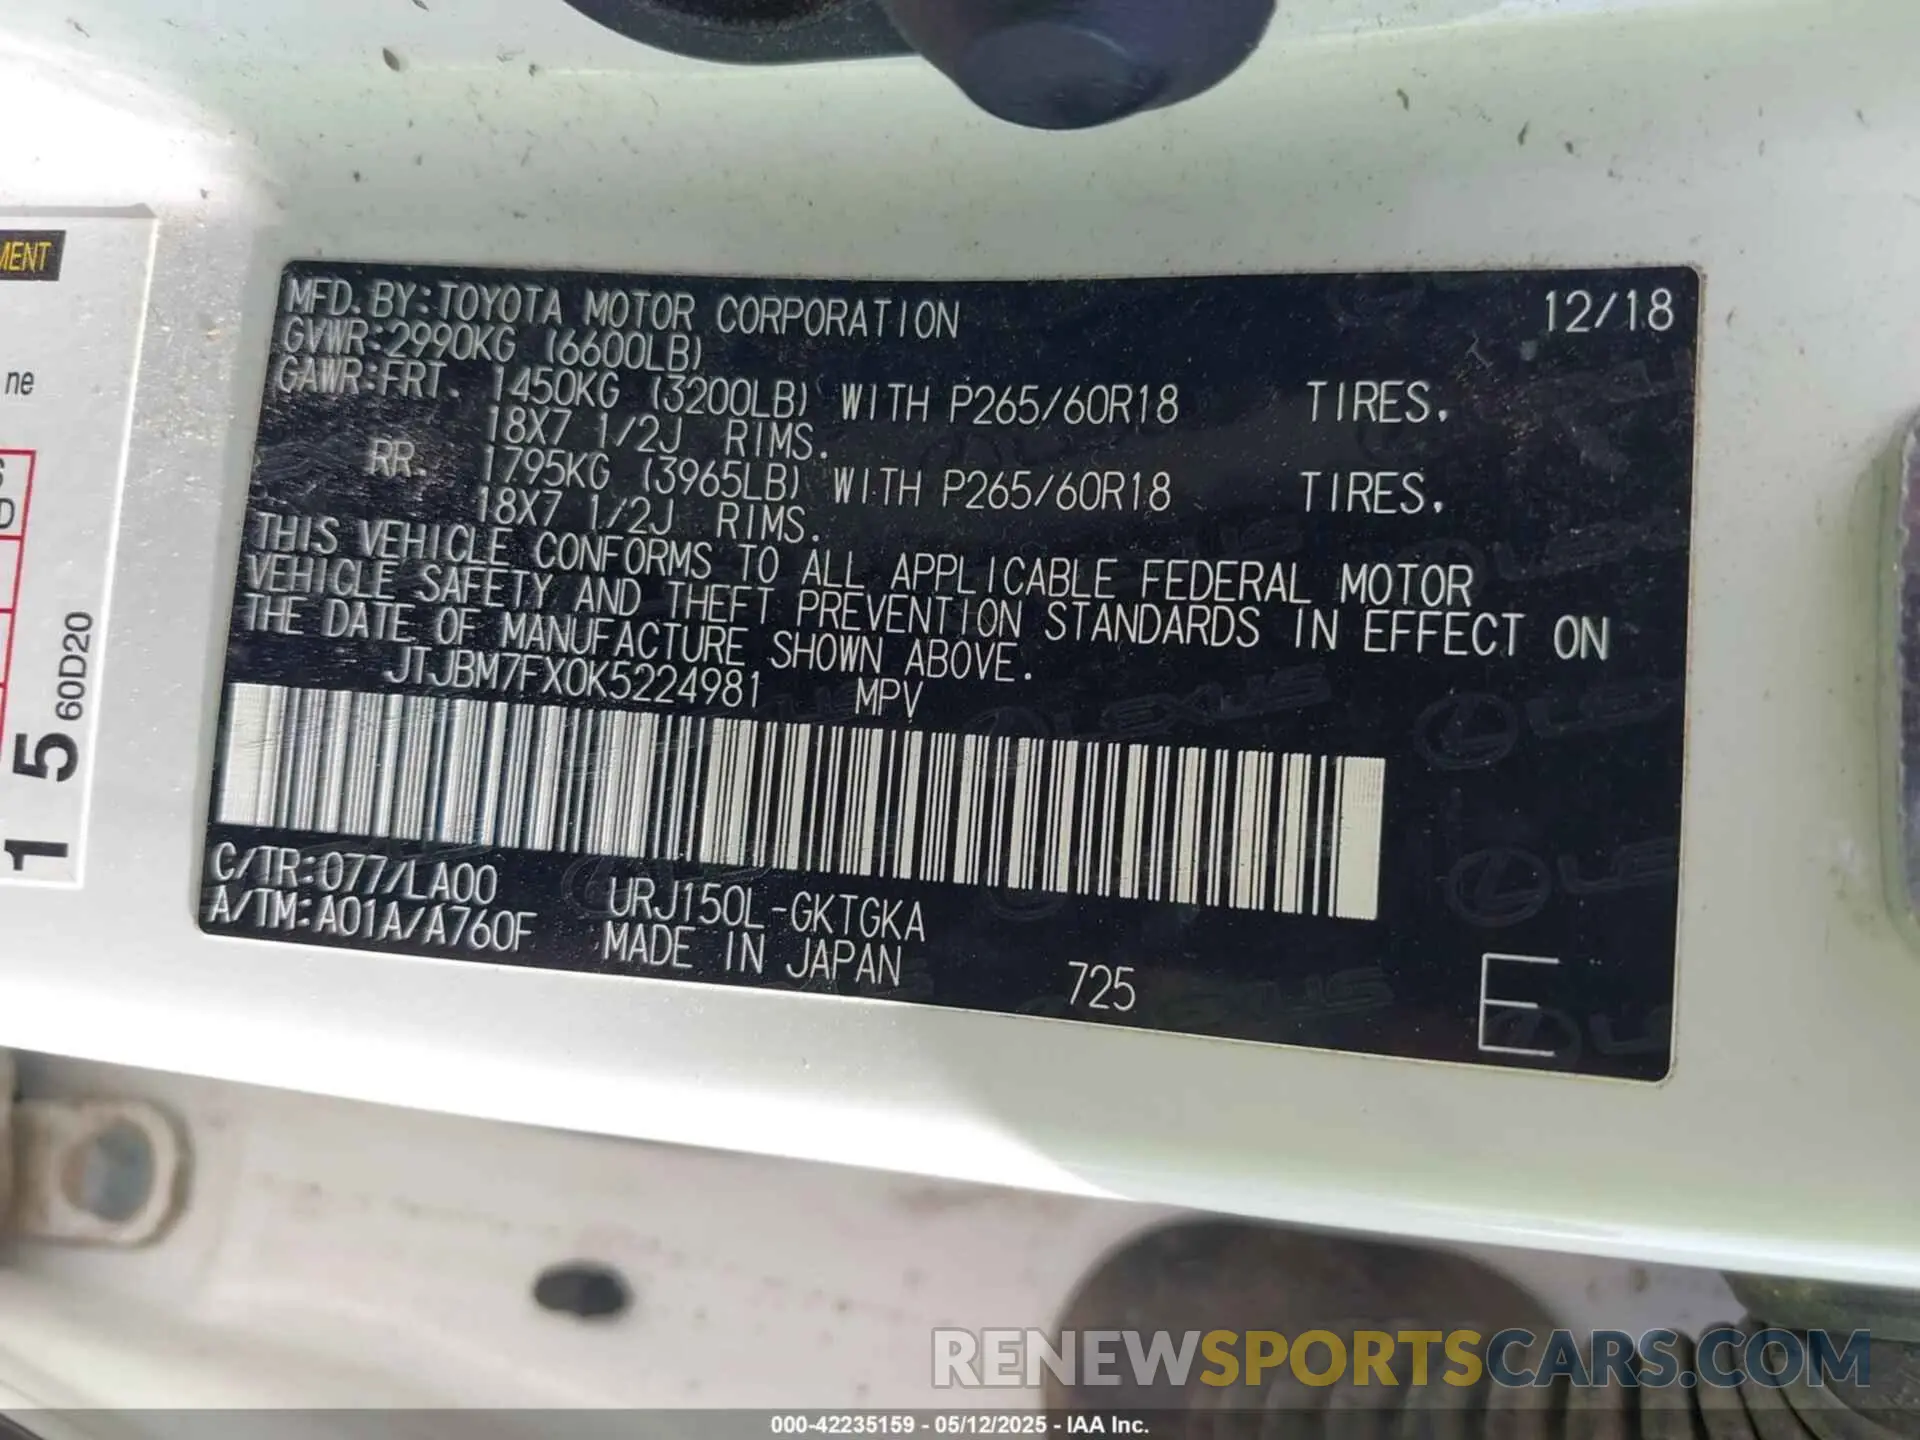 MFD. BY: TOYOTA MOTOR CORPORATION 12/18
GVWR: 2990KG (6600LB)
GAWR: FRT. 1450KG (3200LB) WITH P265/60R18 TIRES,
18X7 1/2J RIMS.
RR. 1795KG (3965LB) WITH P265/60R18 TIRES,
18X7 1/2J RIMS.
THIS VEHICLE CONFORMS TO ALL APPLICABLE FEDERAL MOTOR
VEHICLE SAFETY AND THEFT PREVENTION STANDARDS IN EFFECT ON
THE DATE OF MANUFACTURE SHOWN ABOVE.
JTJBM7FX0K5224981 MPV
C/TR: 077/LA00 URJ150L-GKTGKA
A/TM: A01A/A760F MADE IN JAPAN 725 E
MENT
ne
S
D
1 5 60D20
LEXUS
RENEWSPORTSCARS.COM
000-42235159 - 05/12/2025 - IAA Inc.